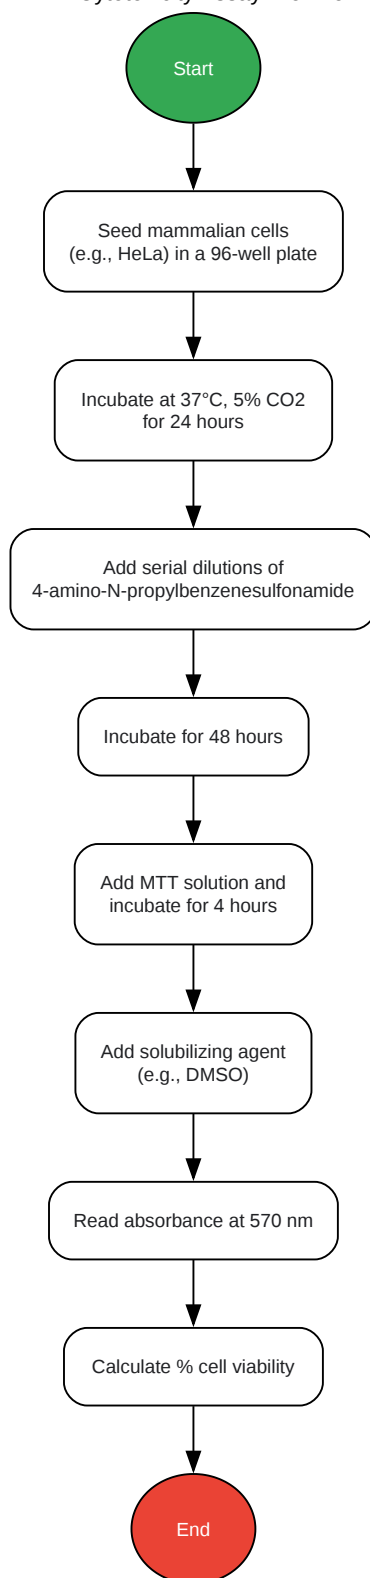 Start
Seed mammalian cells
(e.g., HeLa) in a 96-well plate
Incubate at 37°C, 5% CO2
for 24 hours
Add serial dilutions of
4-amino-N-propylbenzenesulfonamide
Incubate for 48 hours
Add MTT solution and
incubate for 4 hours
Add solubilizing agent
(e.g., DMSO)
Read absorbance at 570 nm
Calculate % cell viability
End